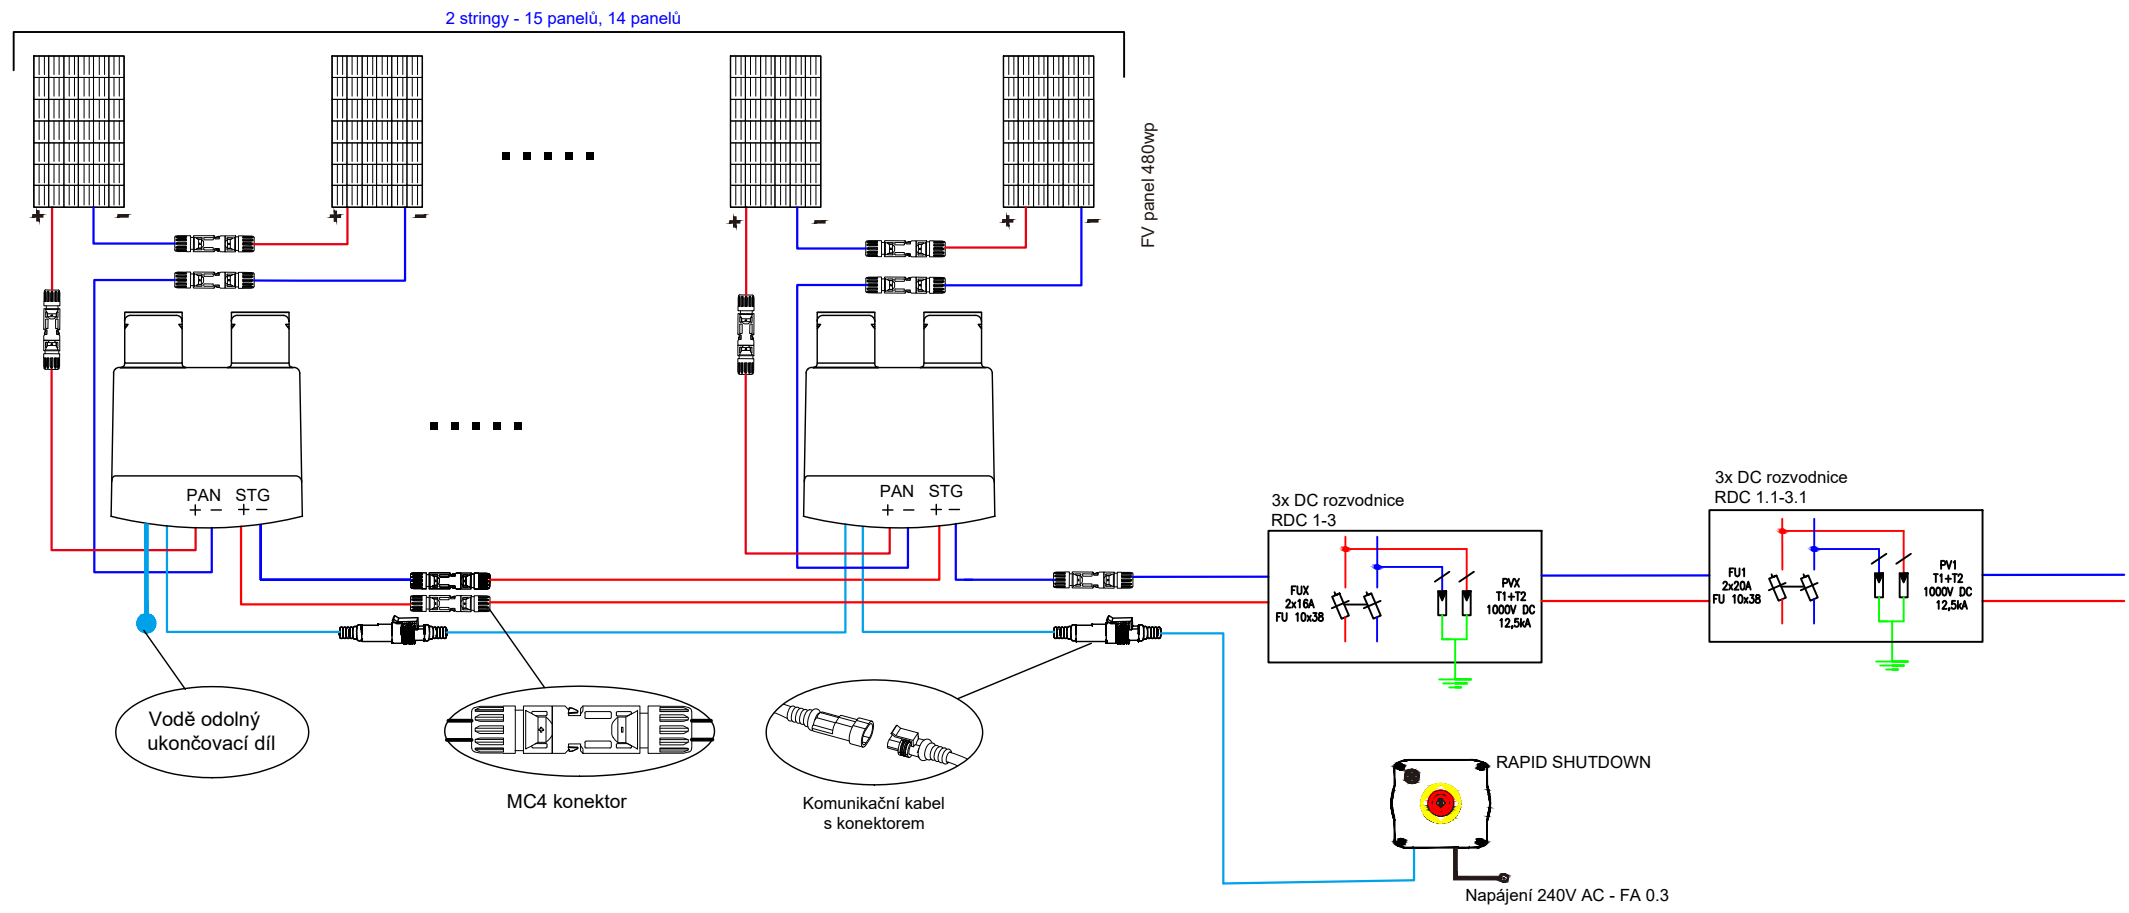 2 stringy - 15 panelů, 14 panelů
FV panel 480wp
+ − + − + − + −
PAN STG
+ − + −
PAN STG
+ − + −
3x DC rozvodnice
RDC 1-3
FUX
2x16A
FU 10x38
PVX
T1+T2
1000V DC
12,5kA
3x DC rozvodnice
RDC 1.1-3.1
FU1
2x20A
FU 10x38
PV1
T1+T2
1000V DC
12,5kA
Vodě odolný
ukončovací díl
MC4 konektor
Komunikační kabel
s konektorem
RAPID SHUTDOWN
Napájení 240V AC - FA 0.3